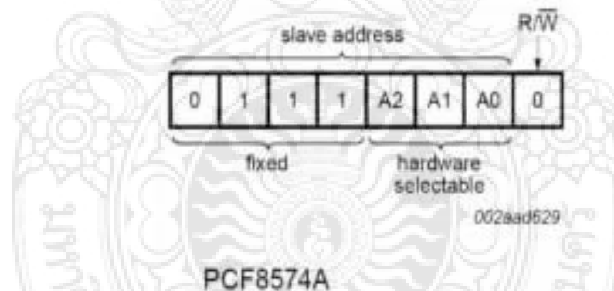 R/W̅
slave address
0 1 1 1 A2 A1 A0 0
fixed
hardware
selectable
002aad629
PCF8574A